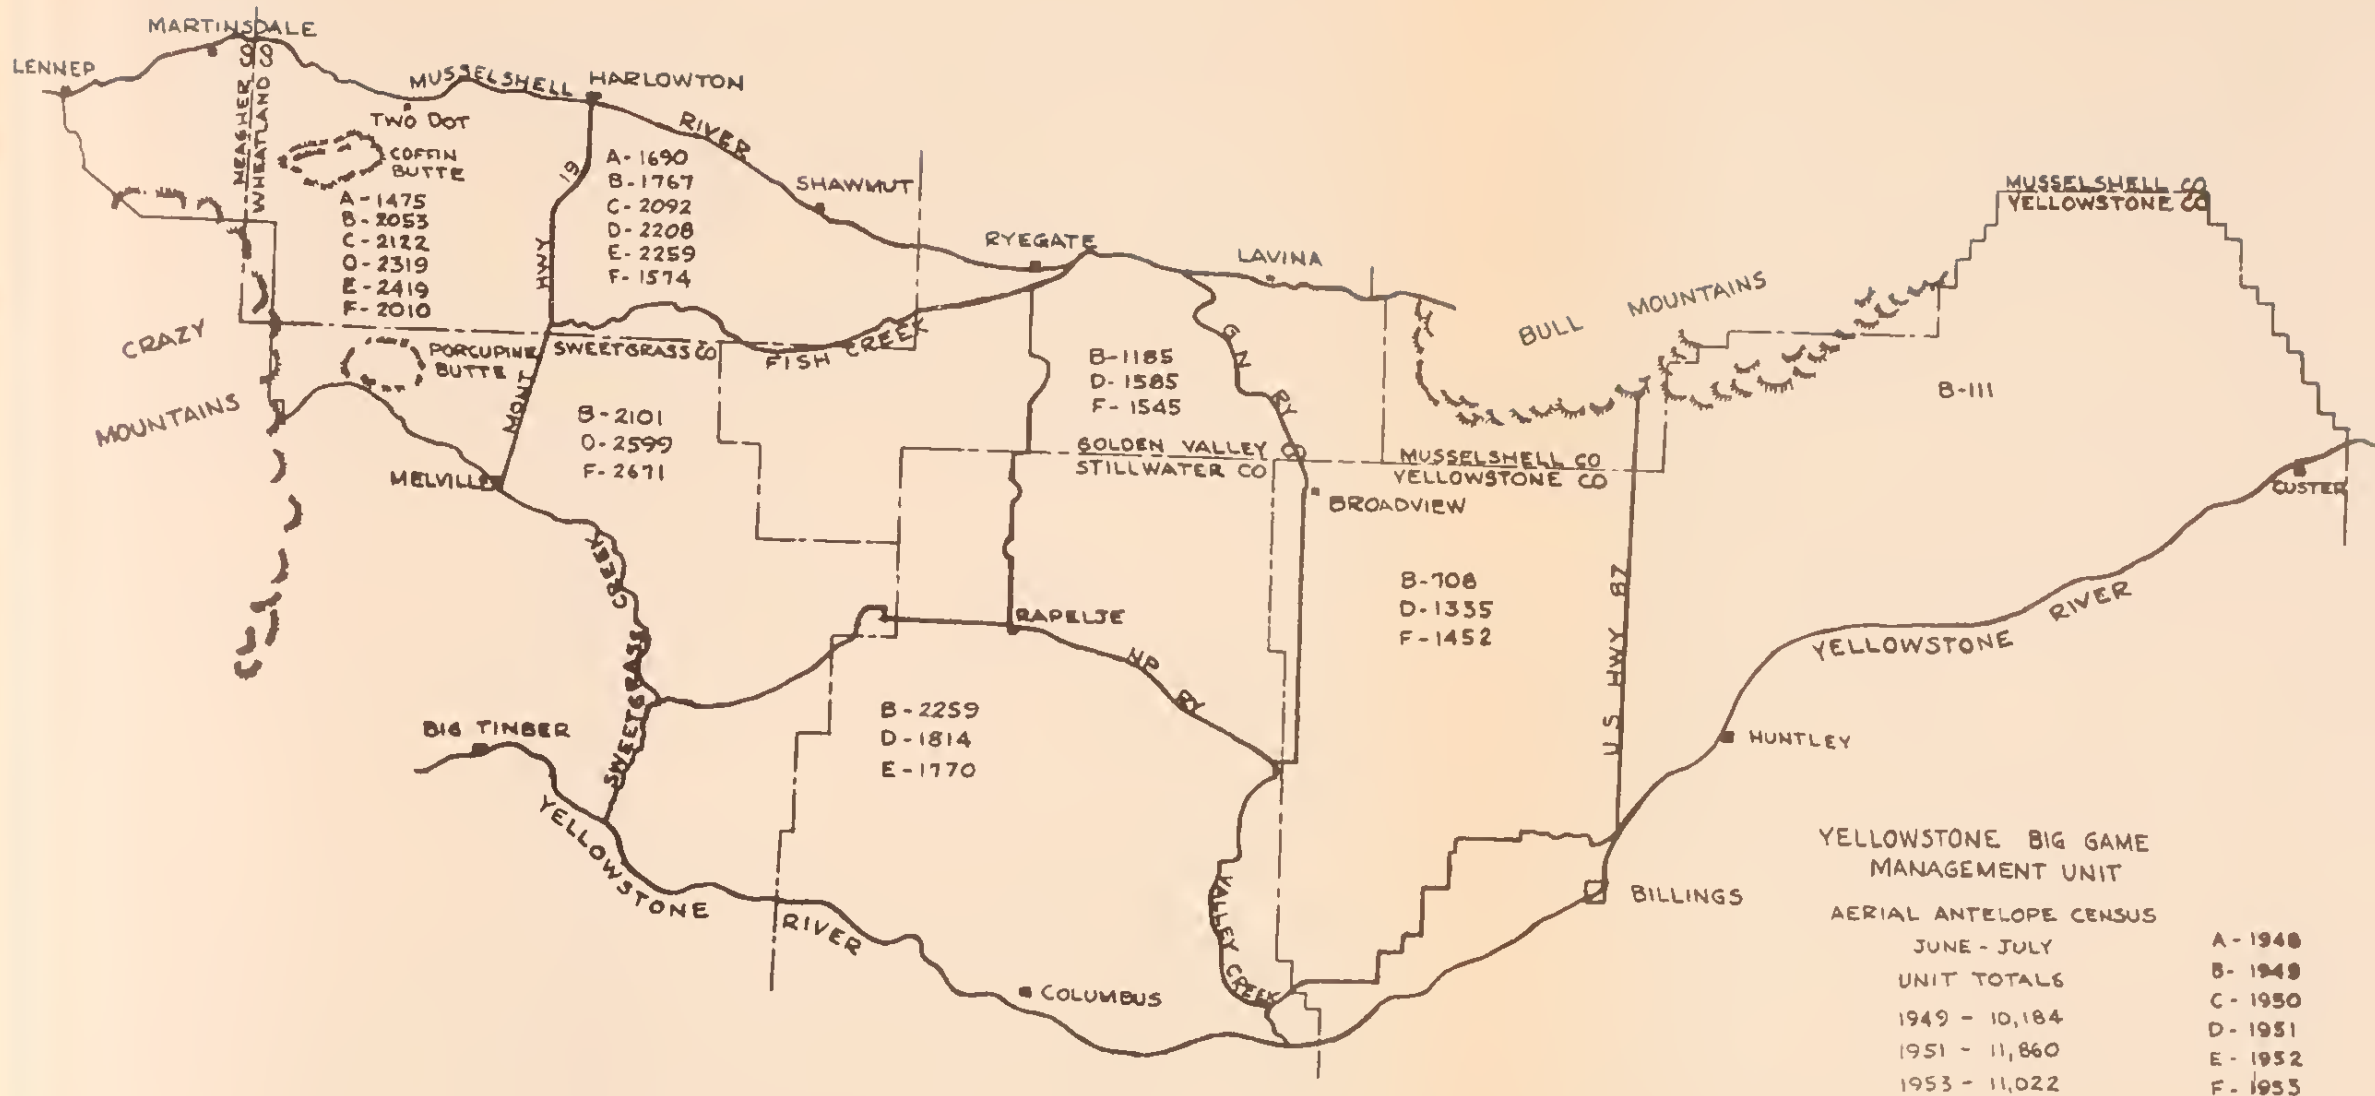 MARTINSDALE
LENNEP
MUSSELSHELL
HARLOWTON
MEAGHER CO
WHEATLAND CO
TWO DOT
RIVER
COFFIN
BUTTE
A-1475
B-2053
C-2122
D-2319
E-2419
F-2010
19
A-1690
B-1767
C-2092
D-2208
E-2259
F-1574
SHAWMUT
MUSSELSHELL CO
YELLOWSTONE CO
RYEGATE
LAVINA
HWY
BULL MOUNTAINS
CRAZY
MOUNTAINS
PORCUPINE
BUTTE
SWEETGRASS CO
FISH CREEK
MONT
G N RY
B-1185
D-1585
F-1545
B-111
B-2101
D-2599
F-2671
GOLDEN VALLEY CO
STILLWATER CO
MUSSELSHELL CO
YELLOWSTONE CO
MELVILLE
BROADVIEW
CUSTER
SWEETGRASS CREEK
RAPELJE
B-708
D-1335
F-1452
U S HWY 87
YELLOWSTONE RIVER
NP RY
B-2259
D-1814
E-1770
BIG TIMBER
HUNTLEY
YELLOWSTONE RIVER
VALLEY CREEK
COLUMBUS
BILLINGS
YELLOWSTONE BIG GAME
MANAGEMENT UNIT
AERIAL ANTELOPE CENSUS
JUNE - JULY
UNIT TOTALS
1949 - 10,184
1951 - 11,860
1953 - 11,022
A - 1948
B - 1949
C - 1950
D - 1951
E - 1952
F - 1953